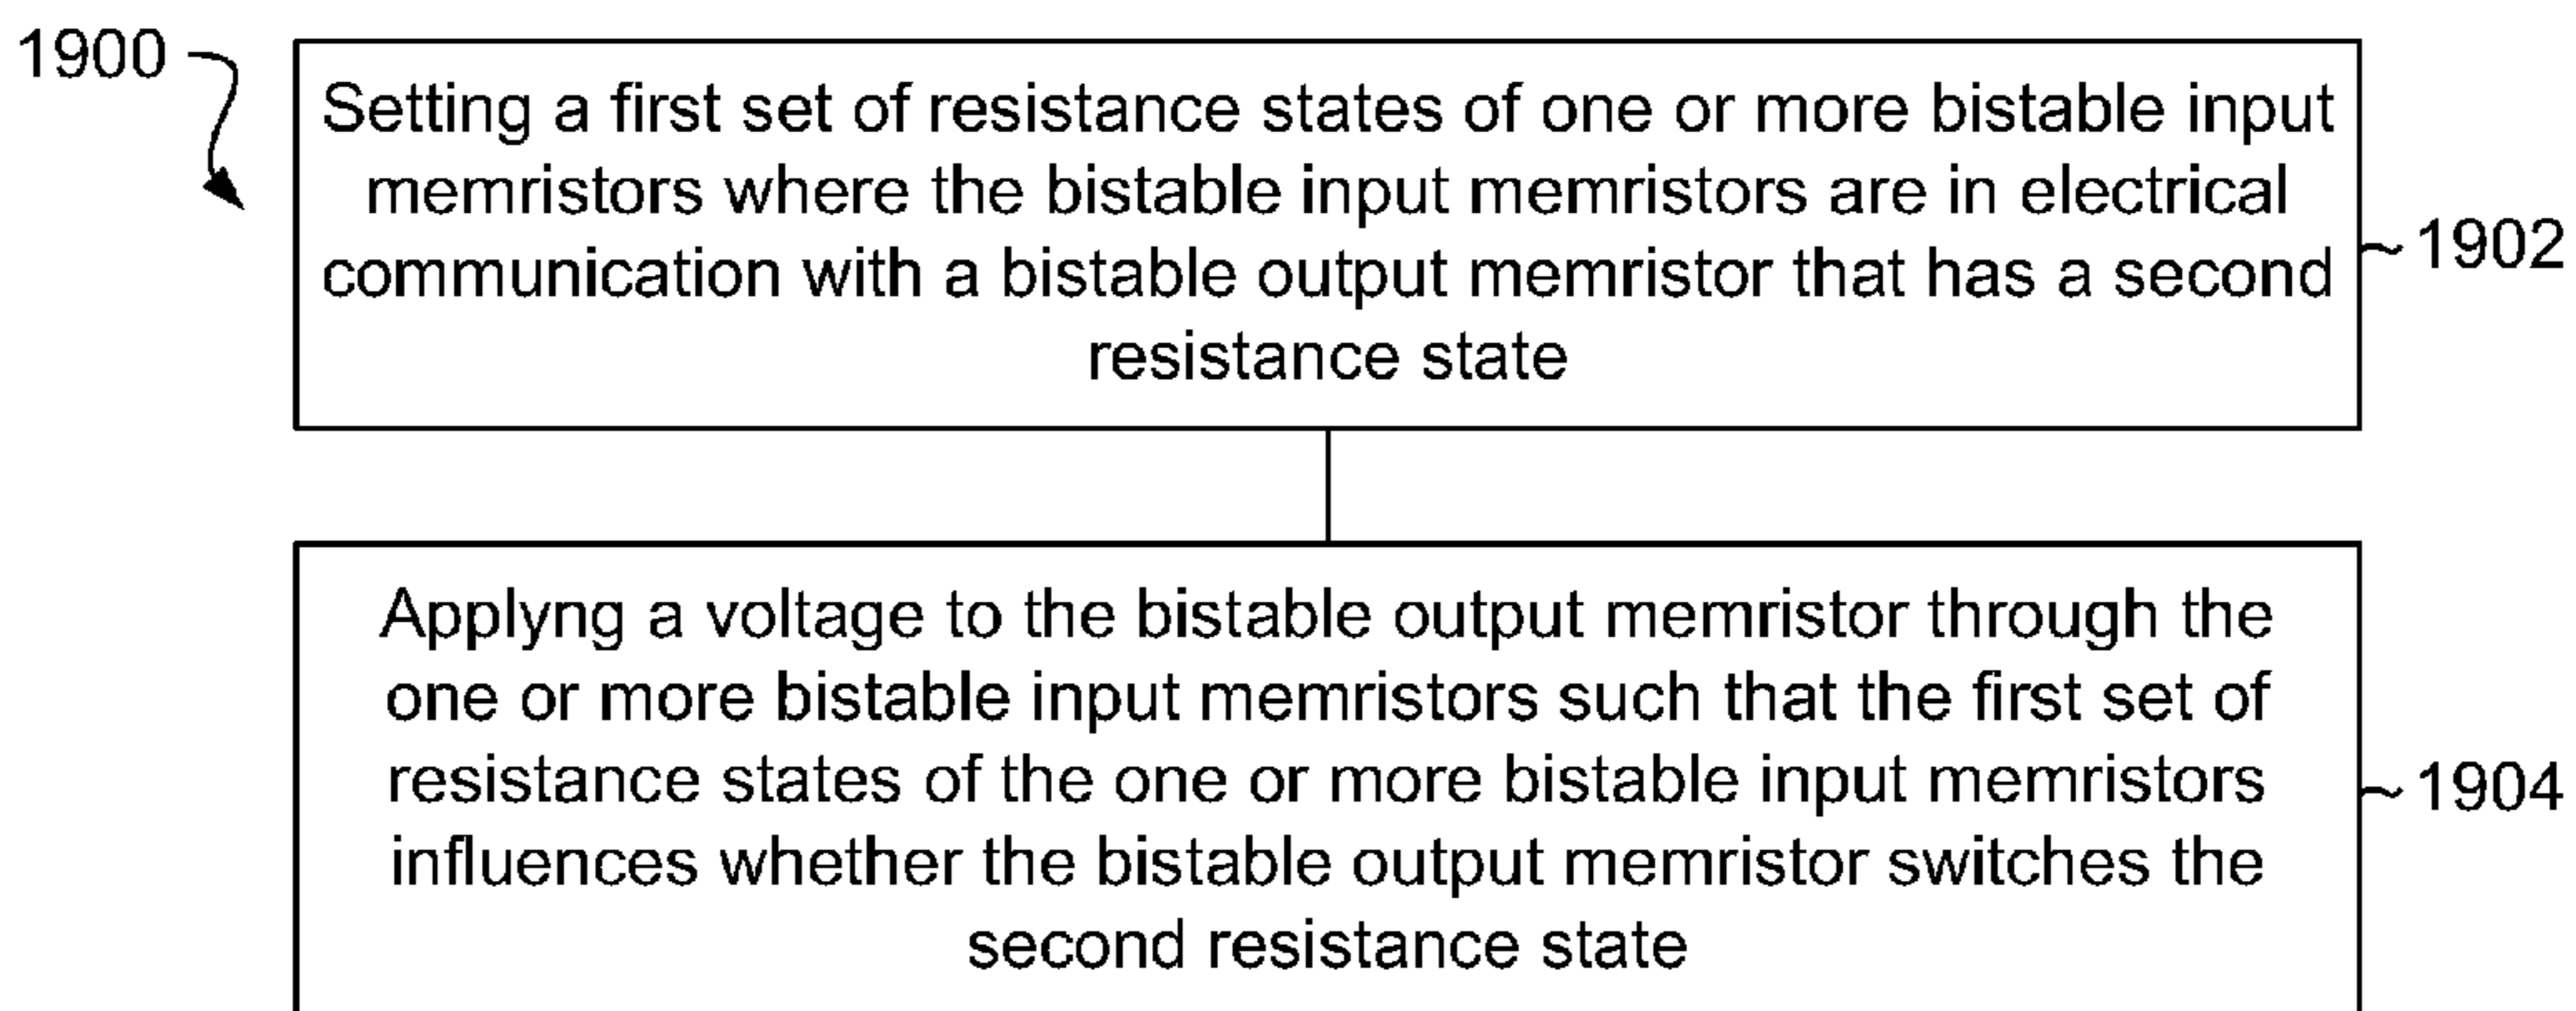 1900
Setting a first set of resistance states of one or more bistable input
memristors where the bistable input memristors are in electrical
communication with a bistable output memristor that has a second
resistance state
1902
Applyng a voltage to the bistable output memristor through the
one or more bistable input memristors such that the first set of
resistance states of the one or more bistable input memristors
influences whether the bistable output memristor switches the
second resistance state
1904